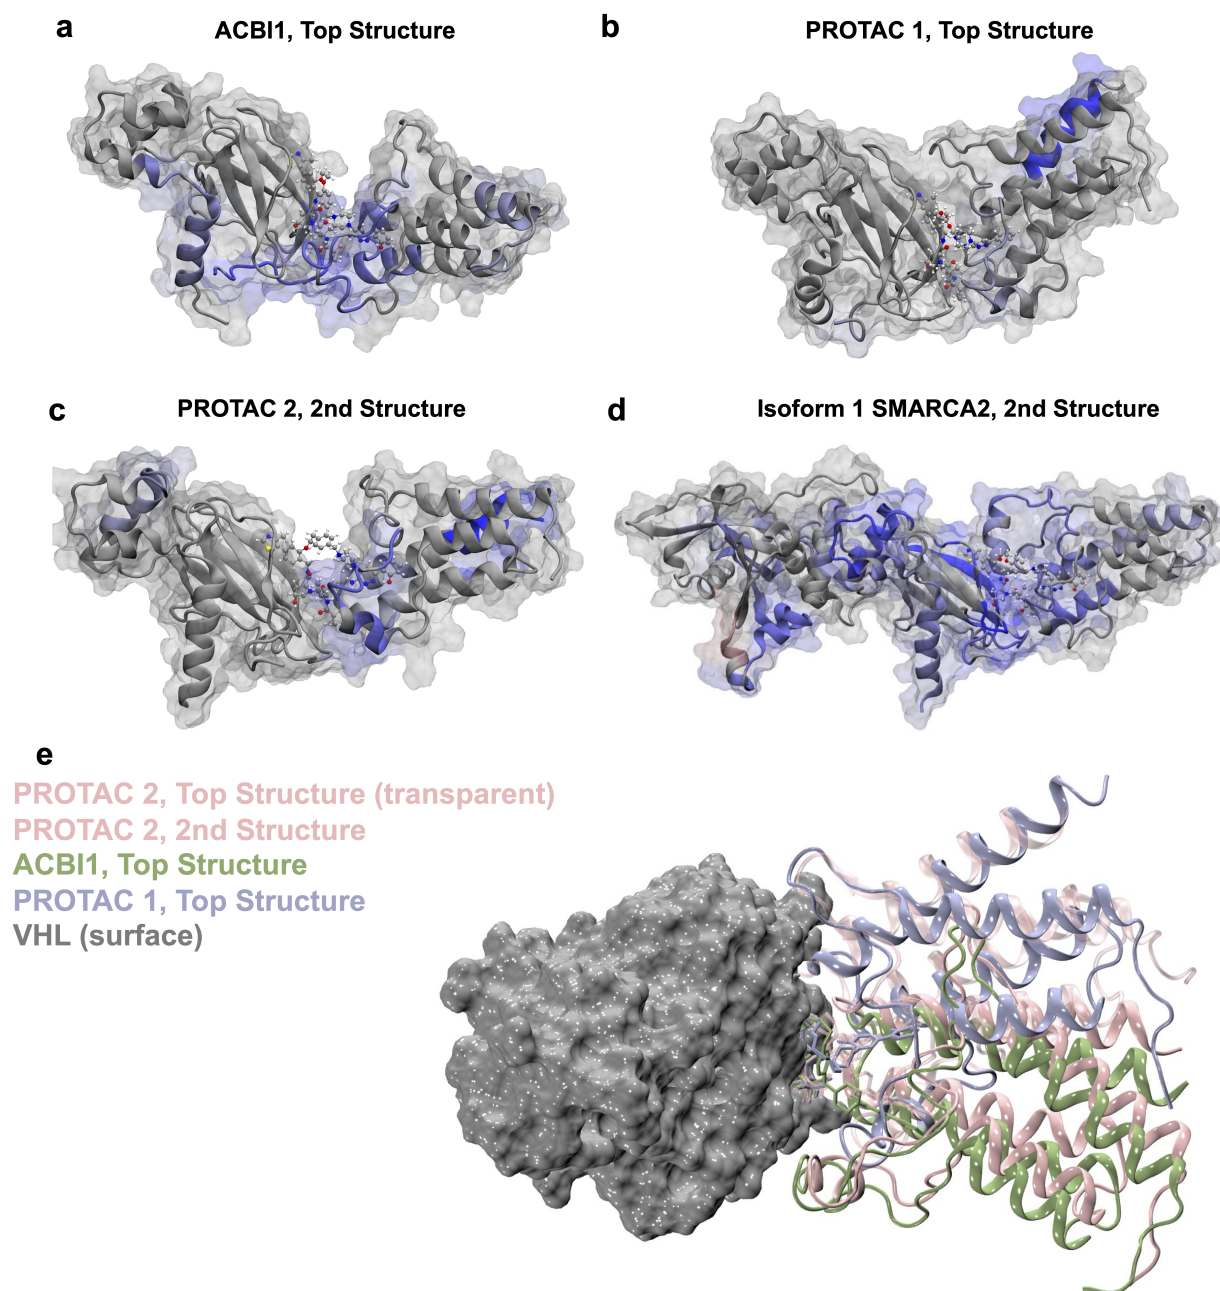 a
ACBI1, Top Structure
b
PROTAC 1, Top Structure
c
PROTAC 2, 2nd Structure
d
Isoform 1 SMARCA2, 2nd Structure
e
PROTAC 2, Top Structure (transparent)
PROTAC 2, 2nd Structure
ACBI1, Top Structure
PROTAC 1, Top Structure
VHL (surface)